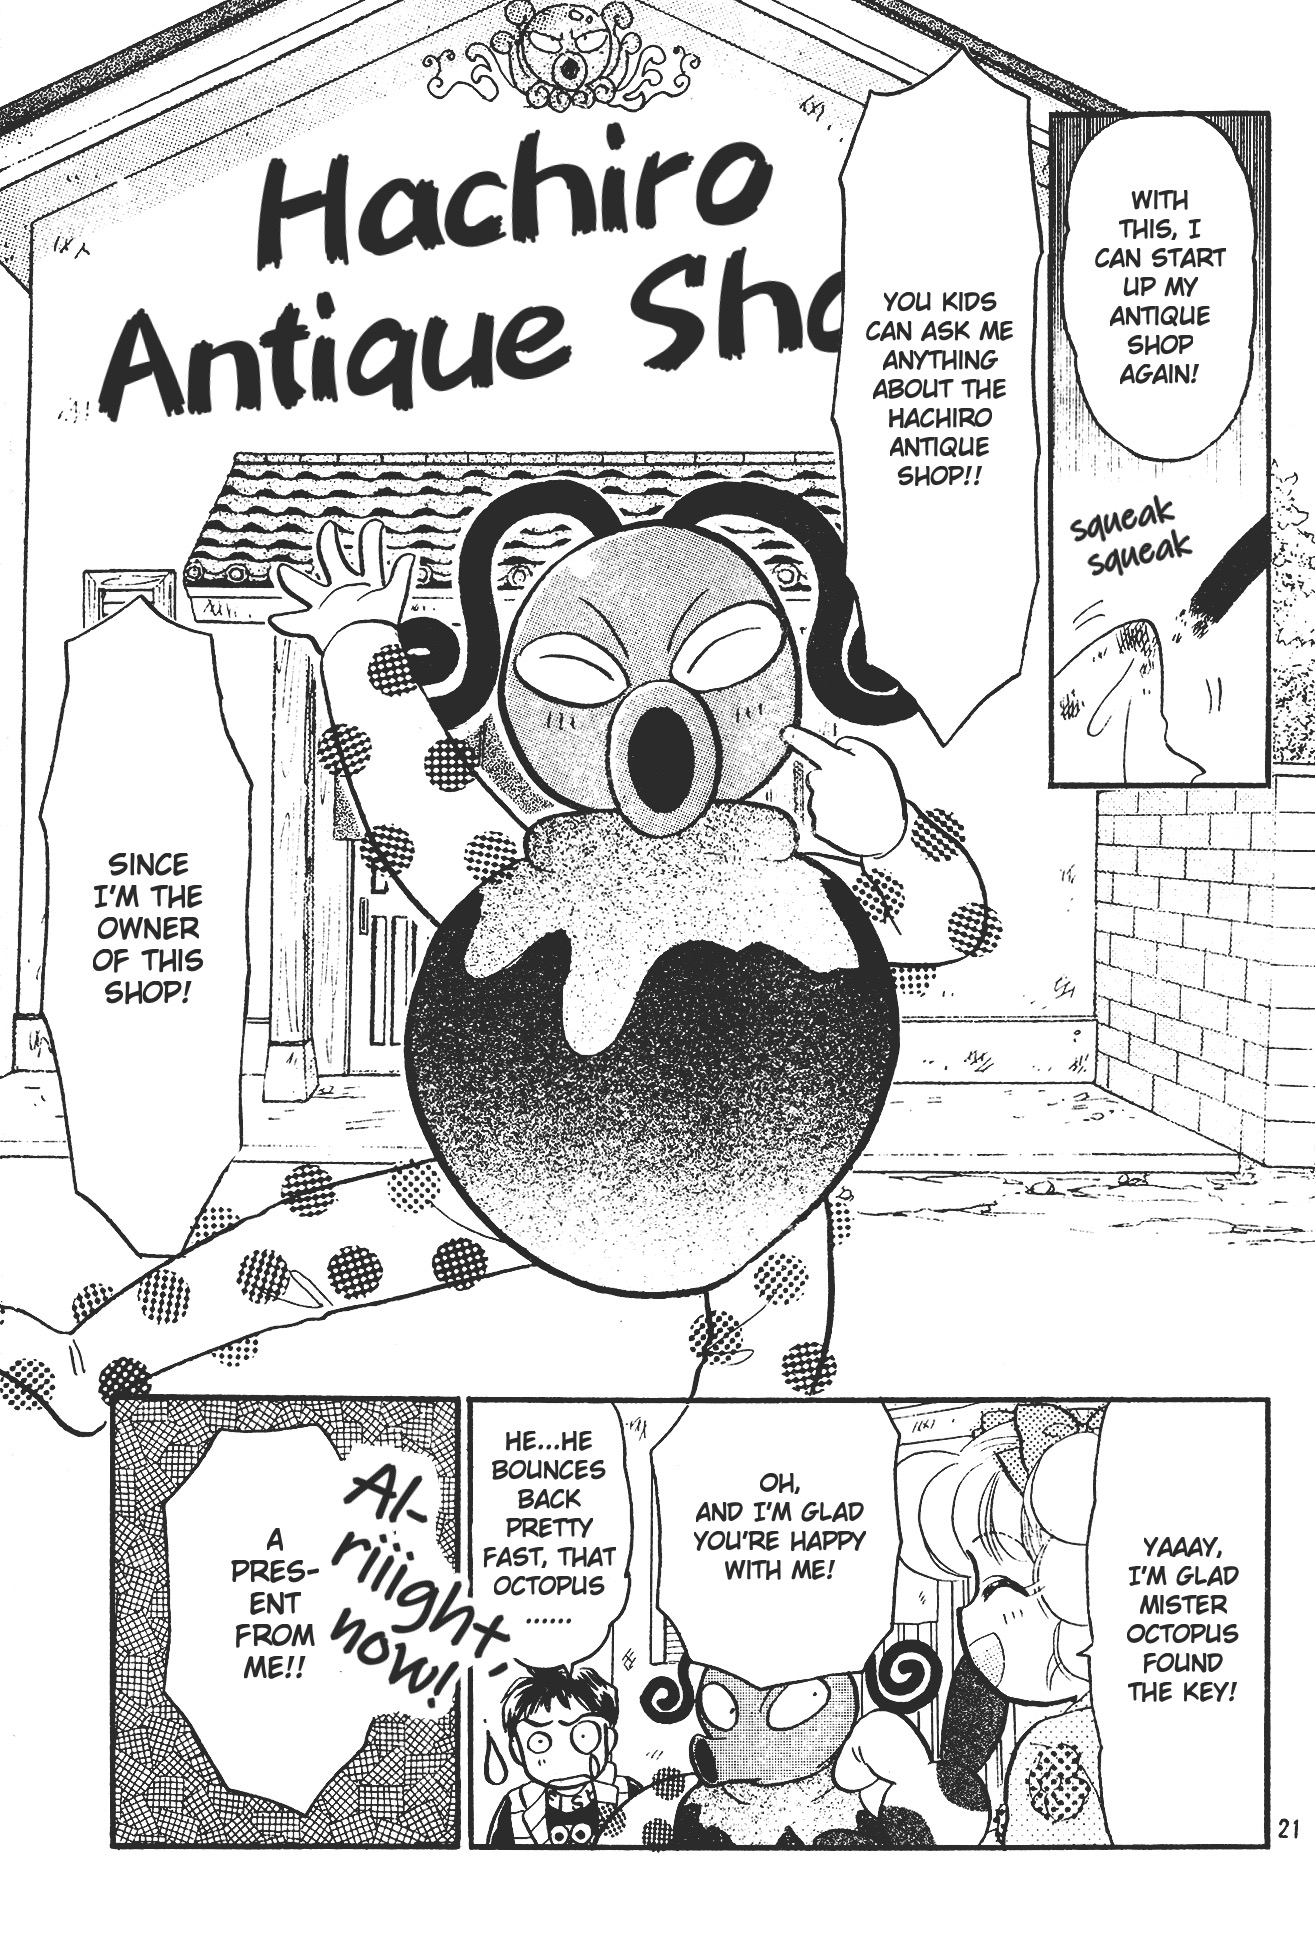 WITH
THIS, I
CAN START
UP MY
ANTIQUE
SHOP
AGAIN!
squeak
squeak
Hachiro
Antique Sho
YOU KIDS
CAN ASK ME
ANYTHING
ABOUT THE
HACHIRO
ANTIQUE
SHOP!!
SINCE
I'M THE
OWNER
OF THIS
SHOP!
YAAAY,
I'M GLAD
MISTER
OCTOPUS
FOUND
THE KEY!
OH,
AND I'M GLAD
YOU'RE HAPPY
WITH ME!
HE...HE
BOUNCES
BACK
PRETTY
FAST, THAT
OCTOPUS
......
Al-
riiight,
now!
A
PRES-
ENT
FROM
ME!!
21